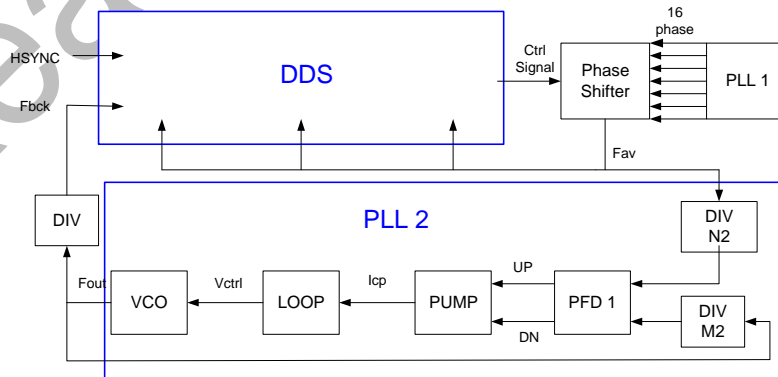 16
phase
HSYNC
Ctrl
Signal
DDS
Phase
Shifter
PLL 1
Fbck
Fav
DIV
PLL 2
DIV
N2
Fout
VCO
Vctrl
LOOP
Icp
PUMP
UP
DN
PFD 1
DIV
M2